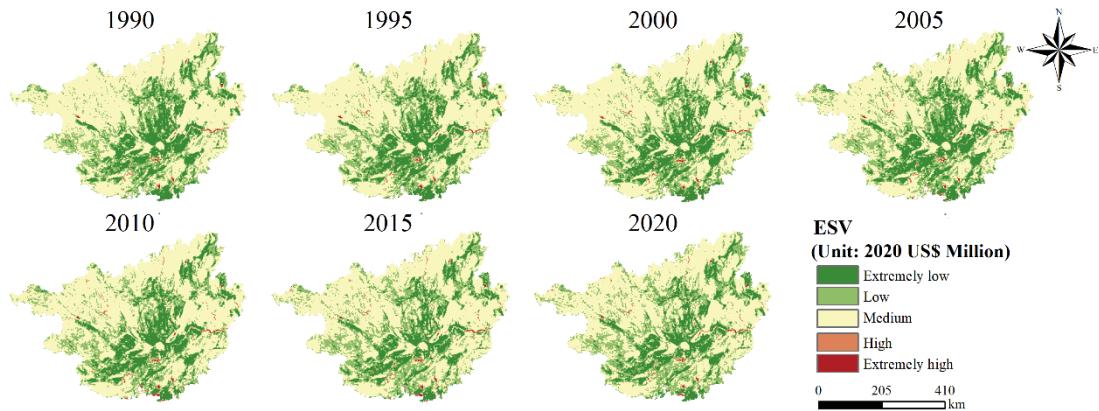 1990
1995
2000
2005
N
W
E
S
2010
2015
2020
ESV
(Unit: 2020 US$ Million)
Extremely low
Low
Medium
High
Extremely high
0 205 410
km